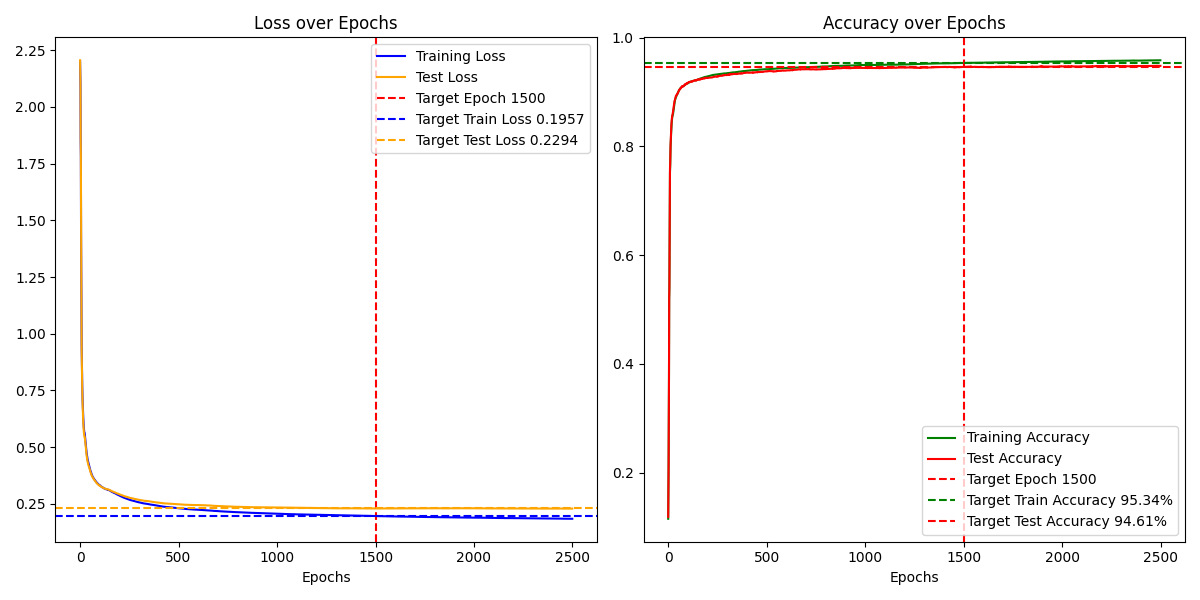 Loss over Epochs
2.25
2.00
1.75
1.50
1.25
1.00
0.75
0.50
0.25
0 500 1000 1500 2000 2500
Epochs
Training Loss
Test Loss
Target Epoch 1500
Target Train Loss 0.1957
Target Test Loss 0.2294
Accuracy over Epochs
1.0
0.8
0.6
0.4
0.2
0 500 1000 1500 2000 2500
Epochs
Training Accuracy
Test Accuracy
Target Epoch 1500
Target Train Accuracy 95.34%
Target Test Accuracy 94.61%